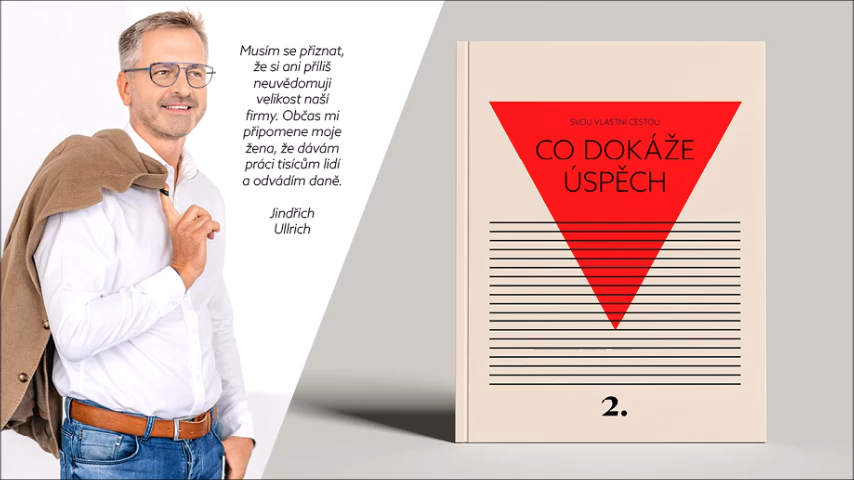 Musím se přiznat,
že si ani příliš
neuvědomuji
velikost naší
firmy. Občas mi
připomene moje
žena, že dávám
práci tisícům lidí
a odvádím daně.
Jindřich
Ullrich
SVOU VLASTNÍ CESTOU
CO DOKÁŽE
ÚSPĚCH
2.